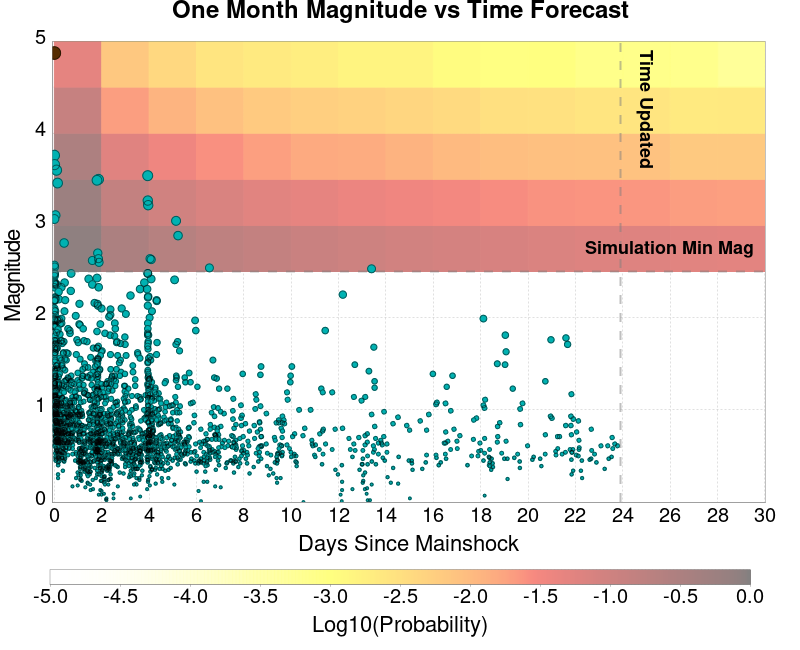 One Month Magnitude vs Time Forecast
5
4
3
2
1
0
Magnitude
Time Updated
Simulation Min Mag
0 2 4 6 8 10 12 14 16 18 20 22 24 26 28 30
Days Since Mainshock
-5.0 -4.5 -4.0 -3.5 -3.0 -2.5 -2.0 -1.5 -1.0 -0.5 0.0
Log10(Probability)